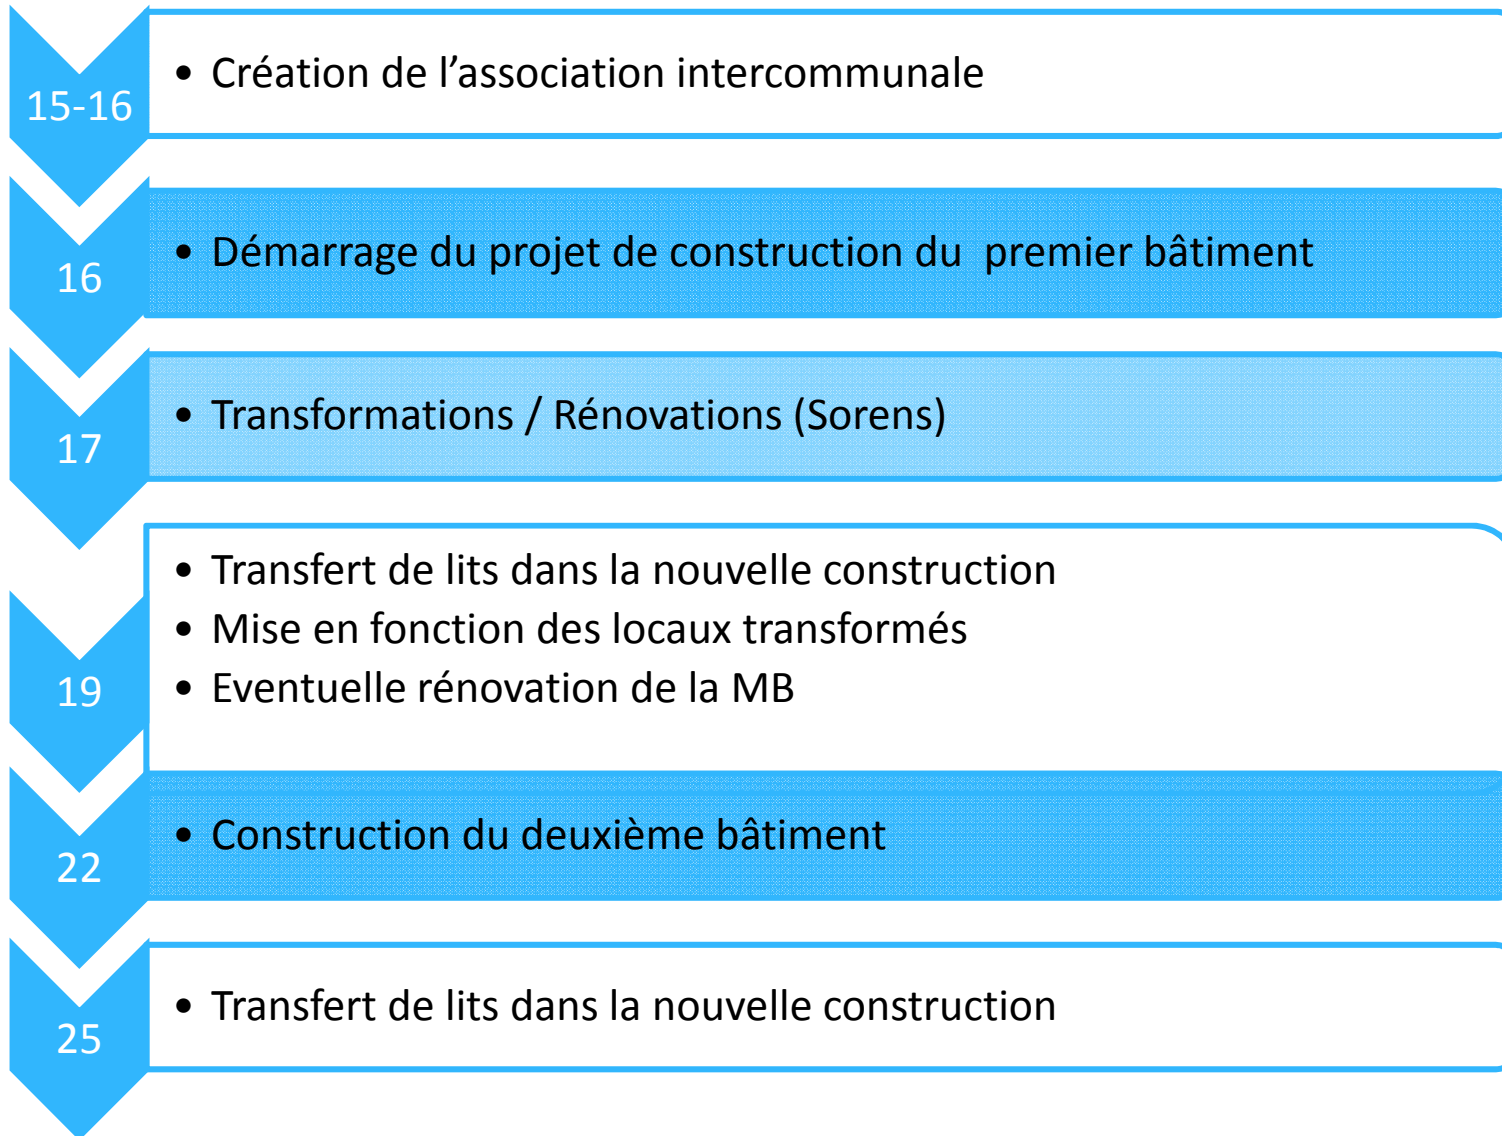 15-16
• Création de l’association intercommunale
16
• Démarrage du projet de construction du  premier bâtiment
17
• Transformations / Rénovations (Sorens)
19
• Transfert de lits dans la nouvelle construction
• Mise en fonction des locaux transformés
• Eventuelle rénovation de la MB
22
• Construction du deuxième bâtiment
25
• Transfert de lits dans la nouvelle construction